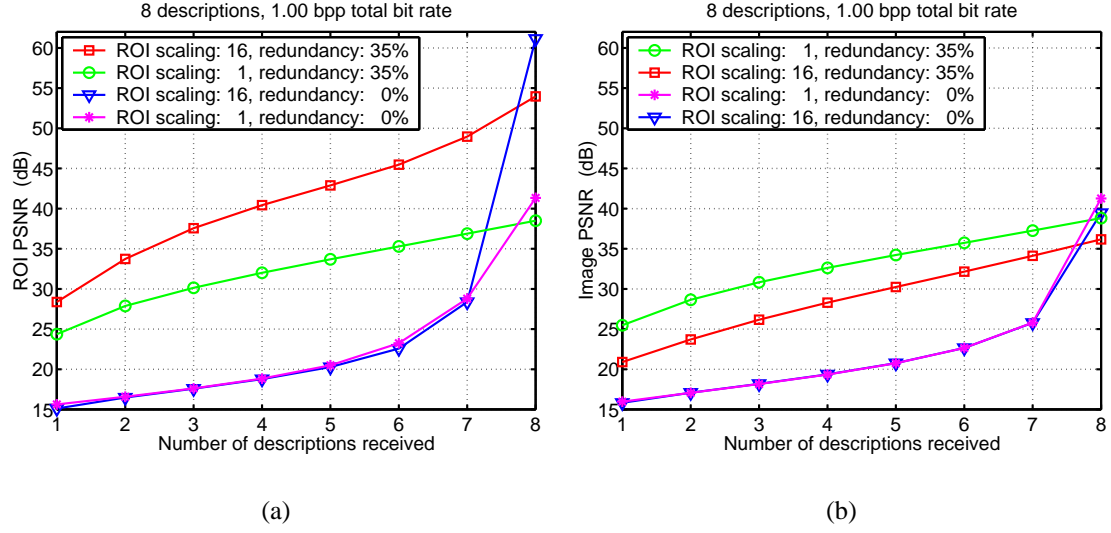 8 descriptions, 1.00 bpp total bit rate
60
55
50
45
40
35
30
25
20
15
ROI PSNR (dB)
ROI scaling: 16, redundancy: 35%
ROI scaling: 1, redundancy: 35%
ROI scaling: 16, redundancy: 0%
ROI scaling: 1, redundancy: 0%
1 2 3 4 5 6 7 8
Number of descriptions received
(a)
8 descriptions, 1.00 bpp total bit rate
60
55
50
45
40
35
30
25
20
15
Image PSNR (dB)
ROI scaling: 1, redundancy: 35%
ROI scaling: 16, redundancy: 35%
ROI scaling: 1, redundancy: 0%
ROI scaling: 16, redundancy: 0%
1 2 3 4 5 6 7 8
Number of descriptions received
(b)